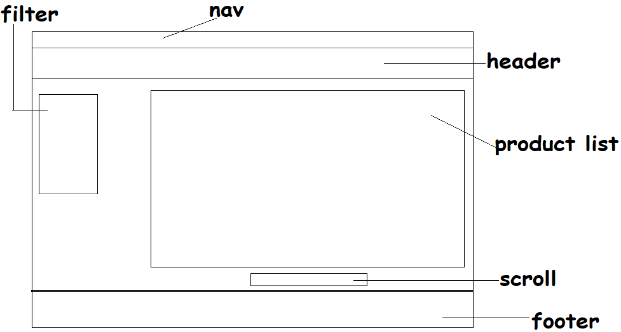 filter
nav
header
product list
scroll
footer